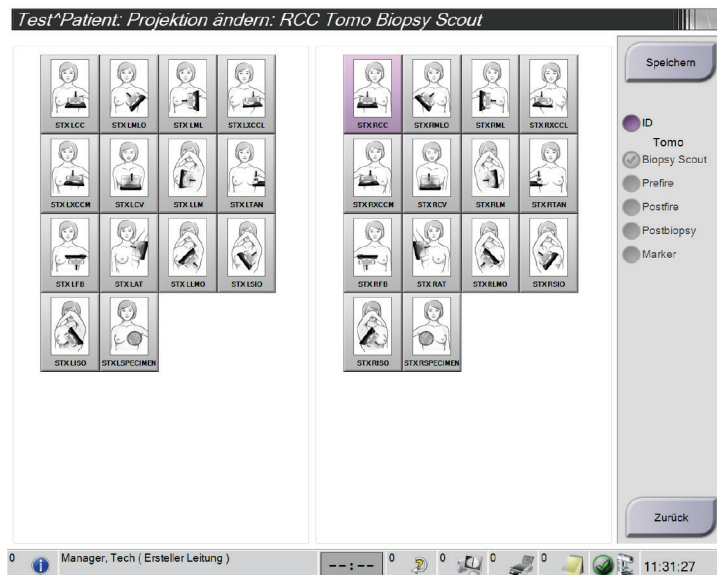 Test^Patient: Projektion ändern: RCC Tomo Biopsy Scout
STX LCC STX LMLO STX LML STX LXCCL
STX LXCCM STX LCV STX LLM STX LTAN
STX LFB STX LAT STX LLMO STX LSIO
STX LISO STX LSPECIMEN
STX RCC STX RMLO STX RML STX RXCCL
STX RXCCM STX RCV STX RLM STX RTAN
STX RFB STX RAT STX RLMO STX RSIO
STX RISO STX RSPECIMEN
Speichern
ID
Tomo
Biopsy Scout
Prefire
Postfire
Postbiopsy
Marker
Zurück
0 Manager, Tech ( Ersteller Leitung ) --:-- 0 0 0 0 11:31:27